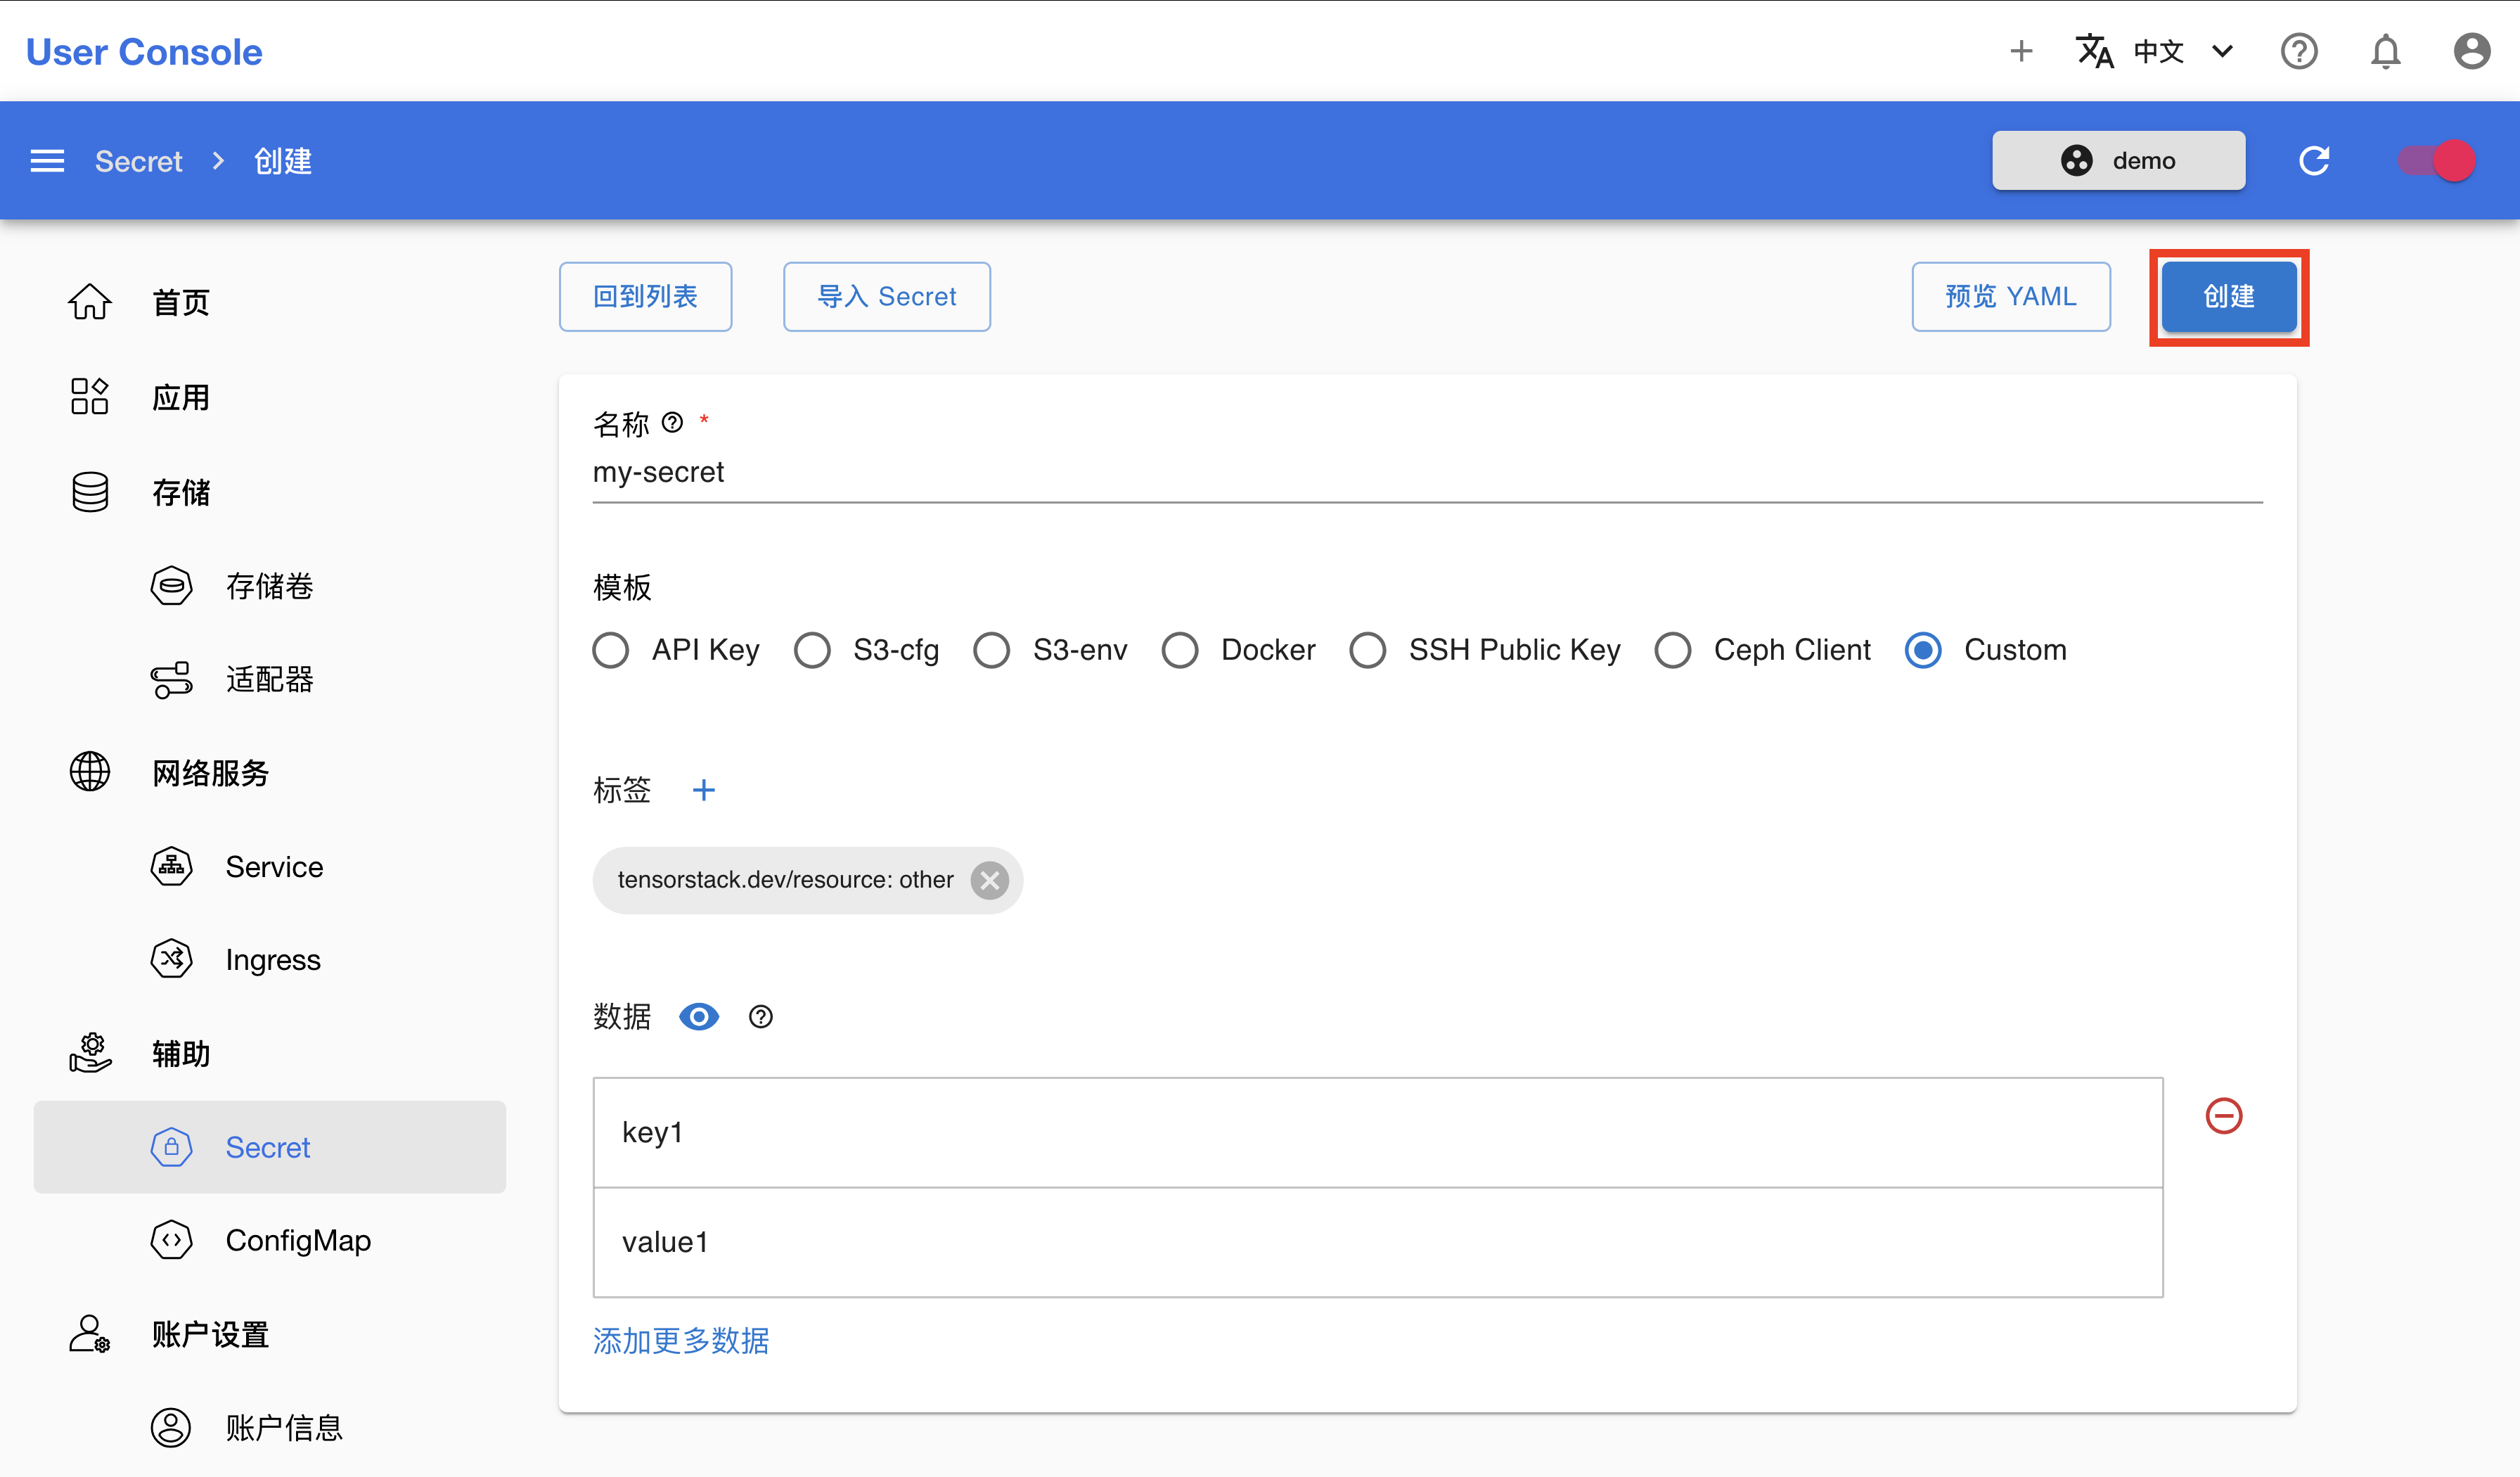 User Console
中文
Secret > 创建
demo
首页
应用
存储
存储卷
适配器
网络服务
Service
Ingress
辅助
Secret
ConfigMap
账户设置
账户信息
回到列表
导入 Secret
预览 YAML
创建
名称 *
my-secret
模板
API Key S3-cfg S3-env Docker SSH Public Key Ceph Client Custom
标签 +
tensorstack.dev/resource: other
数据
key1
value1
添加更多数据